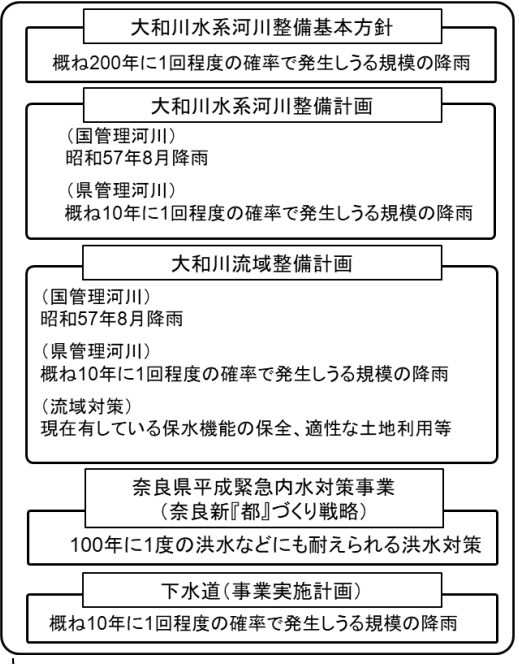 大和川水系河川整備基本方針
概ね200年に1回程度の確率で発生しうる規模の降雨
大和川水系河川整備計画
（国管理河川）
昭和57年8月降雨
（県管理河川）
概ね10年に1回程度の確率で発生しうる規模の降雨
大和川流域整備計画
（国管理河川）
昭和57年8月降雨
（県管理河川）
概ね10年に1回程度の確率で発生しうる規模の降雨
（流域対策）
現在有している保水機能の保全、適性な土地利用等
奈良県平成緊急内水対策事業
（奈良新『都』づくり戦略）
100年に1度の洪水などにも耐えられる洪水対策
下水道（事業実施計画）
概ね10年に1回程度の確率で発生しうる規模の降雨